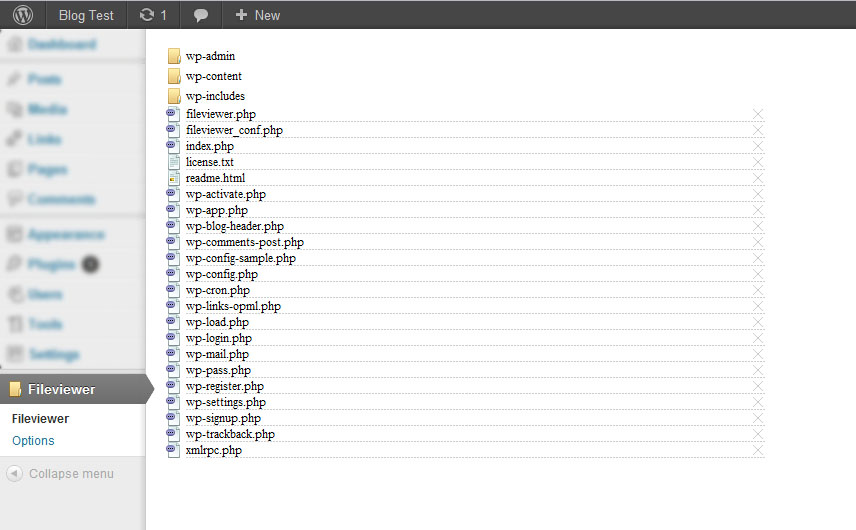 Blog Test 1 + New
Dashboard
Posts
Media
Links
Pages
Comments
Appearance
Plugins
Users
Tools
Settings
Fileviewer
Fileviewer
Options
Collapse menu
wp-admin
wp-content
wp-includes
fileviewer.php
fileviewer_conf.php
index.php
license.txt
readme.html
wp-activate.php
wp-app.php
wp-blog-header.php
wp-comments-post.php
wp-config-sample.php
wp-config.php
wp-cron.php
wp-links-opml.php
wp-load.php
wp-login.php
wp-mail.php
wp-pass.php
wp-register.php
wp-settings.php
wp-signup.php
wp-trackback.php
xmlrpc.php